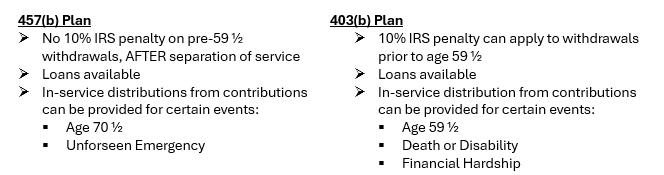 457(b) Plan
➢ No 10% IRS penalty on pre-59 ½
withdrawals, AFTER separation of service
➢ Loans available
➢ In-service distributions from contributions
can be provided for certain events:
▪ Age 70 ½
▪ Unforseen Emergency
403(b) Plan
➢ 10% IRS penalty can apply to withdrawals
prior to age 59 ½
➢ Loans available
➢ In-service distribution from contributions
can be provided for certain events:
▪ Age 59 ½
▪ Death or Disability
▪ Financial Hardship